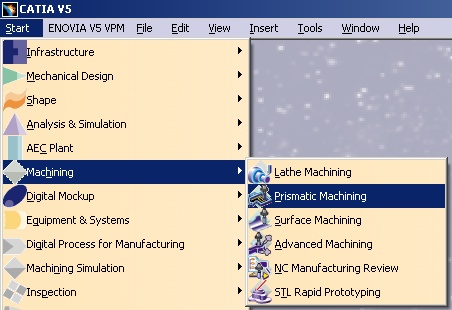 CATIA V5
Start ENOVIA V5 VPM File Edit View Insert Tools Window Help
Infrastructure
Mechanical Design
Shape
Analysis & Simulation
AEC Plant
Machining
Digital Mockup
Equipment & Systems
Digital Process for Manufacturing
Machining Simulation
Inspection
Lathe Machining
Prismatic Machining
Surface Machining
Advanced Machining
NC Manufacturing Review
STL Rapid Prototyping